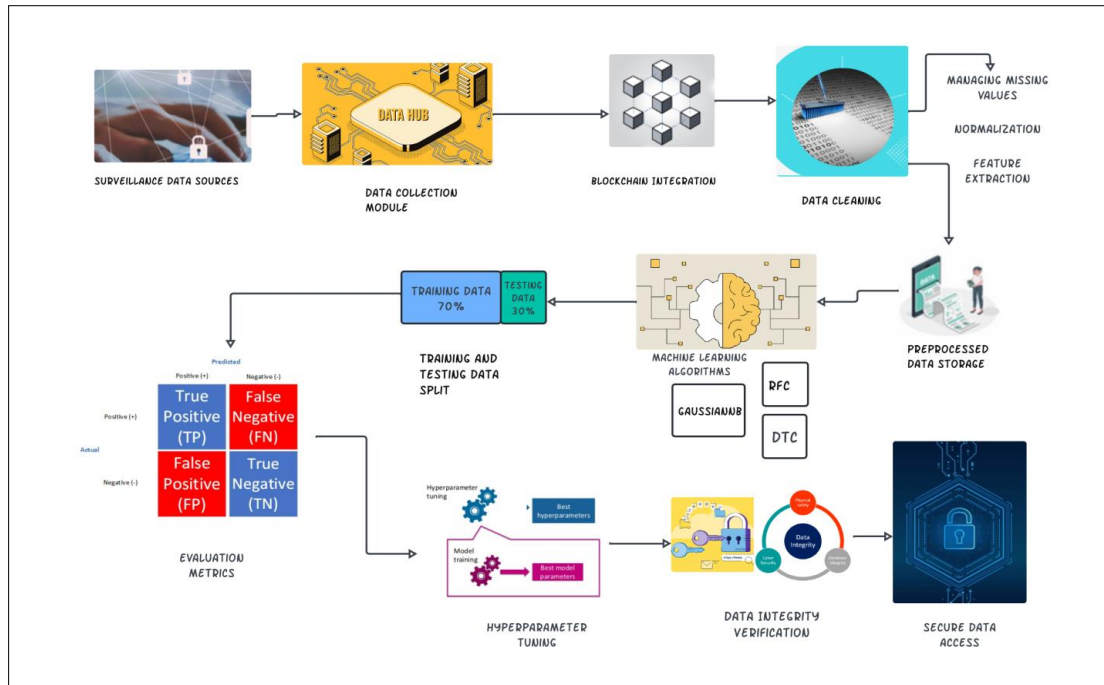 DATA HUB
SURVEILLANCE DATA SOURCES
DATA COLLECTION
MODULE
BLOCKCHAIN INTEGRATION
DATA CLEANING
MANAGING MISSING
VALUES
NORMALIZATION
FEATURE
EXTRACTION
DATA
PREPROCESSED
DATA STORAGE
MACHINE LEARNING
ALGORITHMS
GAUSSIANNB
RFC
DTC
TRAINING DATA
70%
TESTING
DATA
30%
TRAINING AND
TESTING DATA
SPLIT
Predicted
Positive (+)
Negative (-)
Actual
Positive (+)
True
Positive
(TP)
False
Negative
(FN)
Negative (-)
False
Positive
(FP)
True
Negative
(TN)
EVALUATION
METRICS
Hyperparameter
tuning
Best
hyperparameters
Model
training
Best model
parameters
HYPERPARAMETER
TUNING
Data
Integrity
Cyber
Security
DATA INTEGRITY
VERIFICATION
SECURE DATA
ACCESS